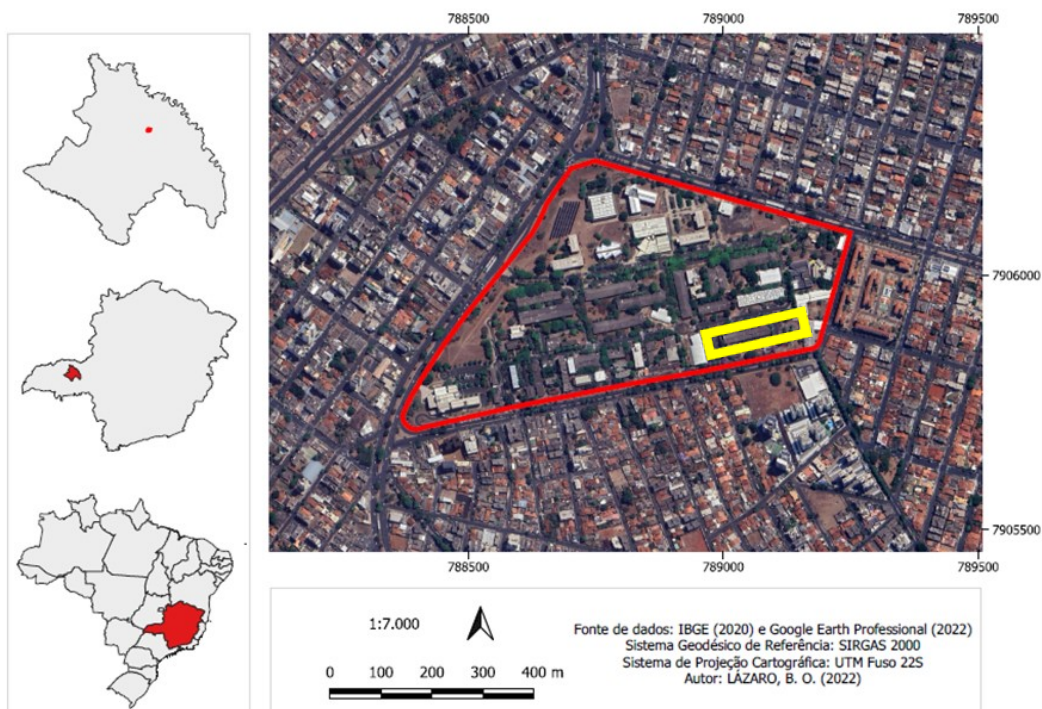 788500 789000 789500
7906000
7905500
788500 789000 789500
1:7.000
0 100 200 300 400 m
Fonte de dados: IBGE (2020) e Google Earth Professional (2022)
Sistema Geodésico de Referência: SIRGAS 2000
Sistema de Projeção Cartográfica: UTM Fuso 22S
Autor: LÁZARO, B. O. (2022)